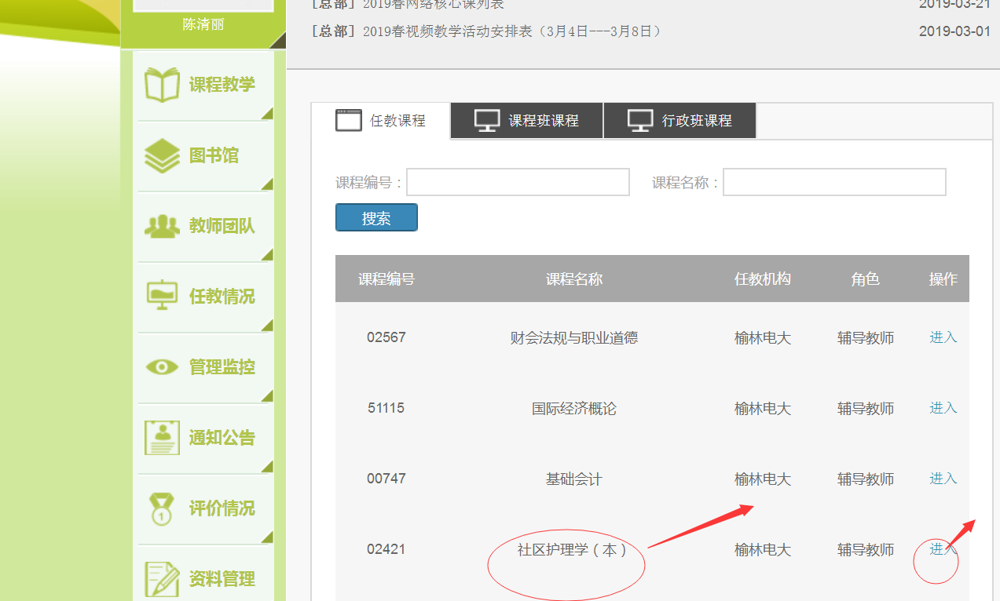 [总部] 2019春网络核心课列表 2019-03-21
陈清丽
[总部] 2019春视频教学活动安排表（3月4日---3月8日） 2019-03-01
课程教学
图书馆
教师团队
任教情况
管理监控
通知公告
评价情况
1
资料管理
任教课程 课程班课程 行政班课程
课程编号： 课程名称：
搜索
课程编号 课程名称 任教机构 角色 操作
02567 财会法规与职业道德 榆林电大 辅导教师 进入
51115 国际经济概论 榆林电大 辅导教师 进入
00747 基础会计 榆林电大 辅导教师 进入
02421 社区护理学（本） 榆林电大 辅导教师 进入